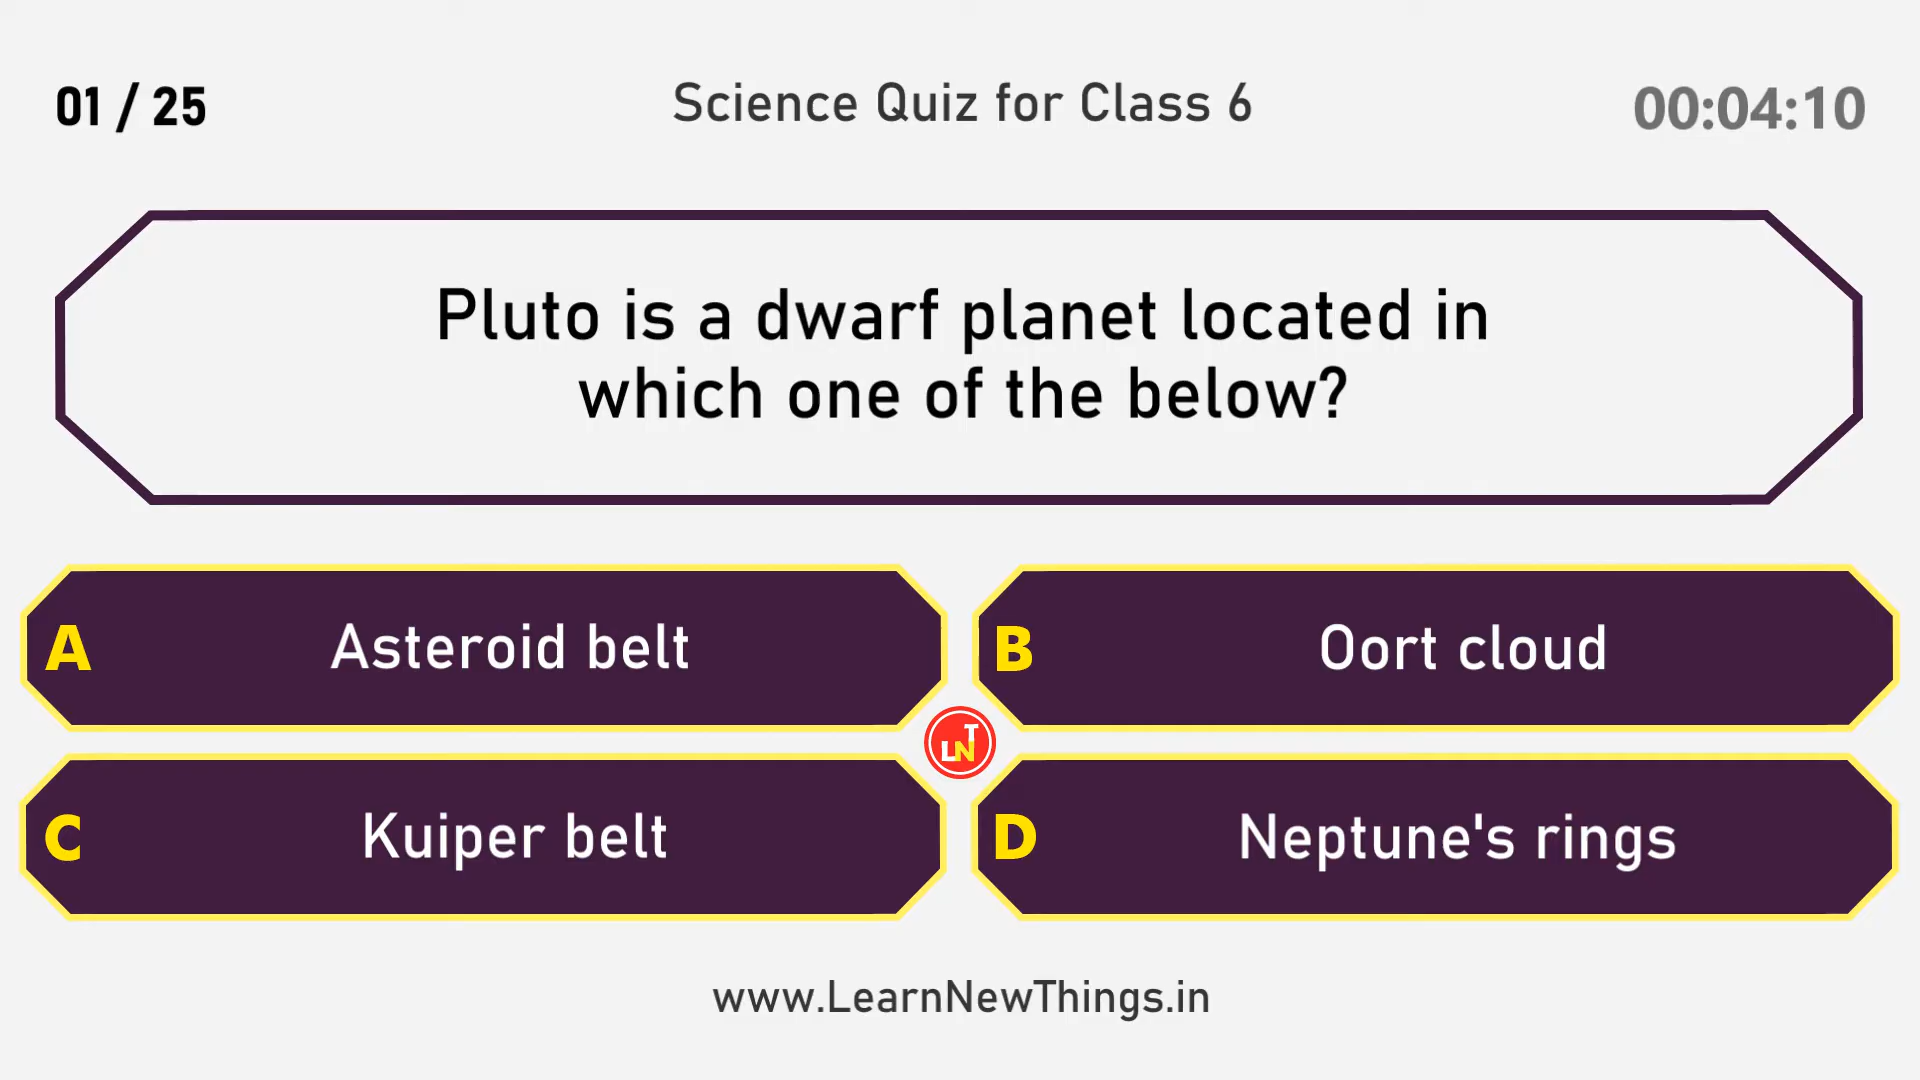 01 / 25
Science Quiz for Class 6
00:04:10
Pluto is a dwarf planet located in
which one of the below?
A Asteroid belt
B Oort cloud
LNT
C Kuiper belt
D Neptune's rings
www.LearnNewThings.in